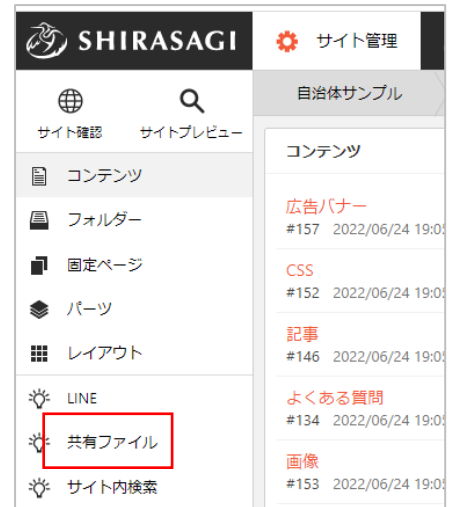 SHIRASAGI
サイト管理
サイト確認
サイトプレビュー
コンテンツ
フォルダー
固定ページ
パーツ
レイアウト
LINE
共有ファイル
サイト内検索
自治体サンプル
コンテンツ
広告バナー
#157 2022/06/24 19:05
CSS
#152 2022/06/24 19:05
記事
#146 2022/06/24 19:05
よくある質問
#134 2022/06/24 19:05
画像
#153 2022/06/24 19:05